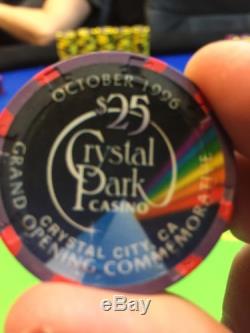 OCTOBER 1996
$25
Crystal
Park
CASINO
CRYSTAL CITY, CA
GRAND OPENING COMMEMORATIVE